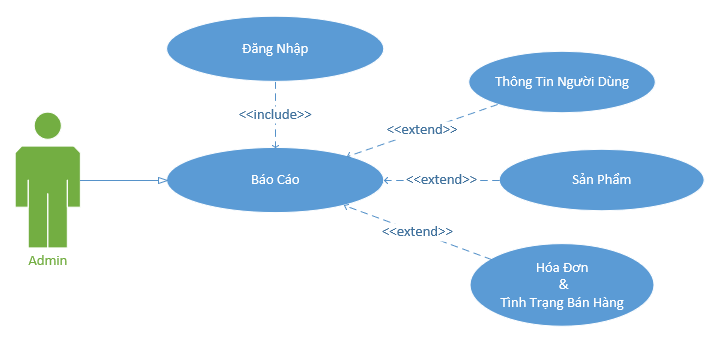 Đăng Nhập
Thông Tin Người Dùng
<<include>>
<<extend>>
Báo Cáo
<<extend>>
Sản Phẩm
<<extend>>
Admin
Hóa Đơn
&
Tình Trạng Bán Hàng